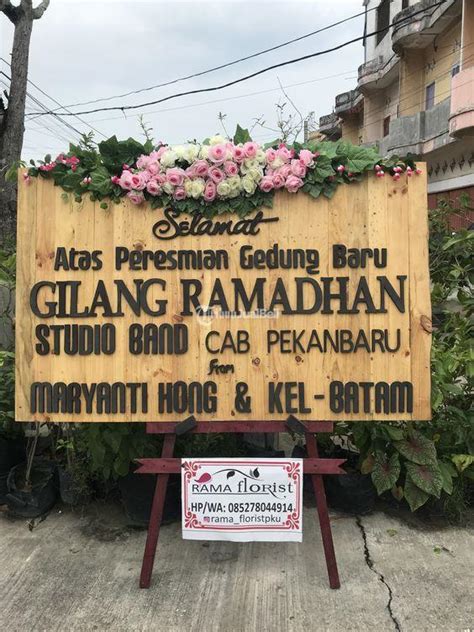 Selamat
Atas Peresmian Gedung Baru
GILANG RAMADHAN
STUDIO BAND CAB PEKANBARU
from
MARYANTI HONG & KEL-BATAM
RAMA florist
HP/WA: 085278044914
@rama_floristpku